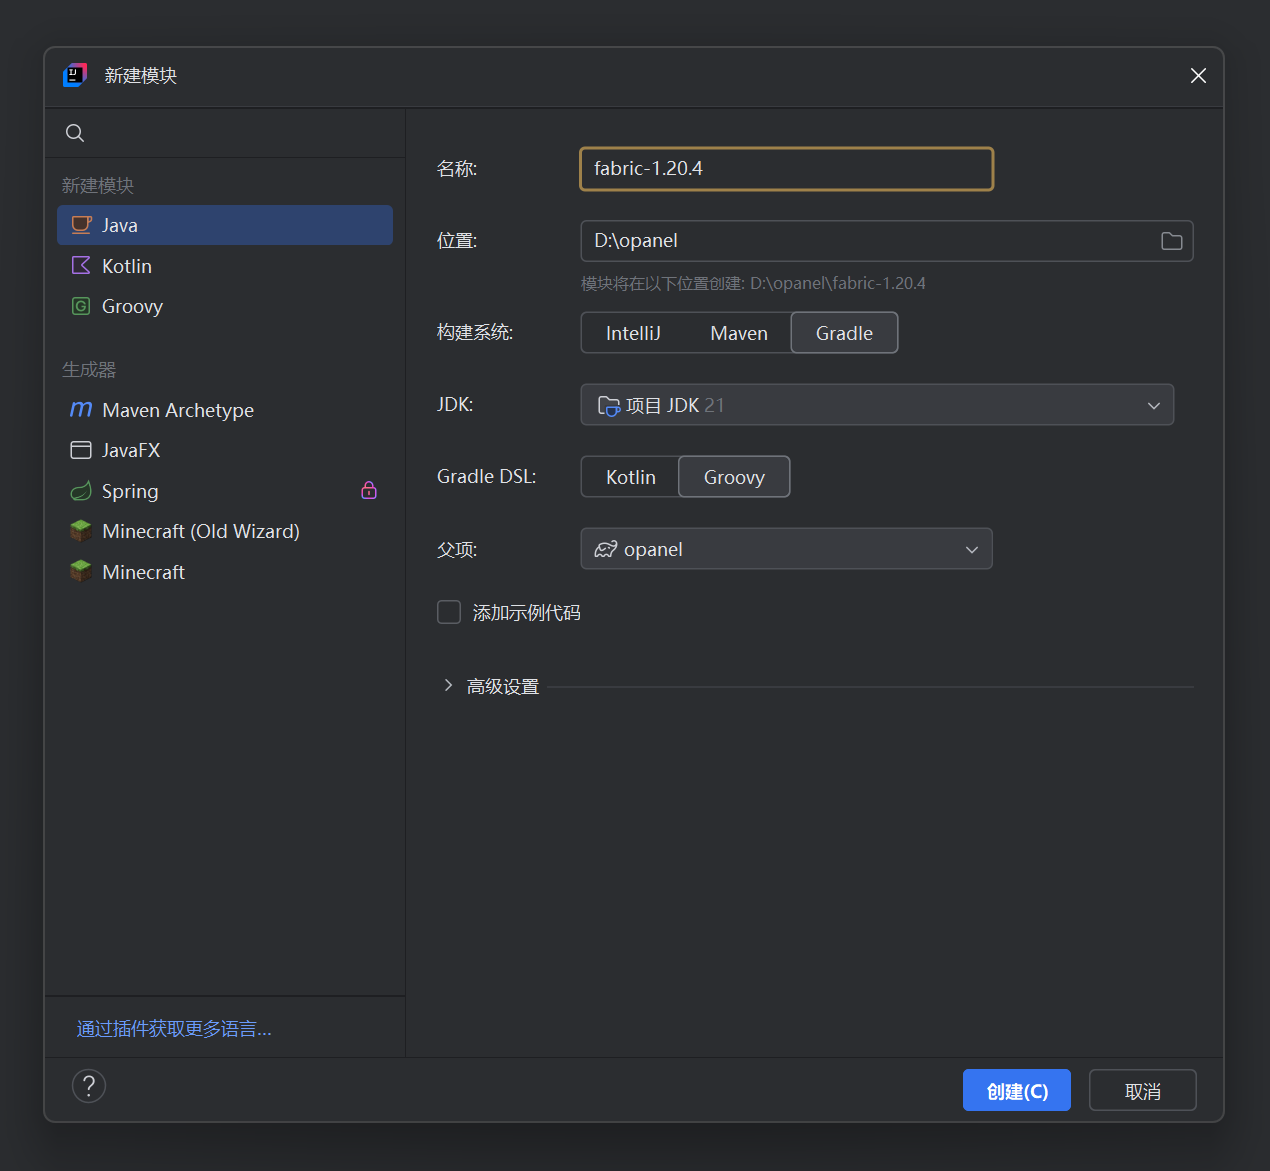 新建模块
新建模块
Java
Kotlin
Groovy
生成器
Maven Archetype
JavaFX
Spring
Minecraft (Old Wizard)
Minecraft
通过插件获取更多语言...
名称: fabric-1.20.4
位置: D:\opanel
模块将在以下位置创建: D:\opanel\fabric-1.20.4
构建系统: IntelliJ Maven Gradle
JDK: 项目 JDK 21
Gradle DSL: Kotlin Groovy
父项: opanel
添加示例代码
高级设置
? 创建(C) 取消